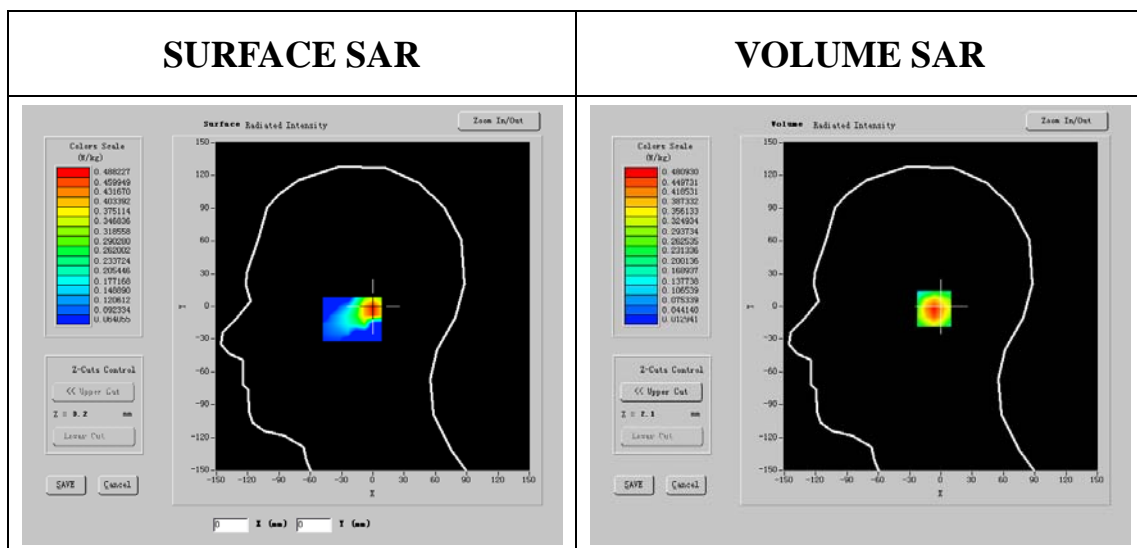 SURFACE SAR
VOLUME SAR
Surface Radiated Intensity
Zoom In/Out
Colors Scale
(W/kg)
0.488227
0.459949
0.431670
0.403392
0.375114
0.346836
0.318558
0.290280
0.262002
0.233724
0.205446
0.177168
0.148890
0.120612
0.092334
0.064055
150
120
90
60
30
0
-30
-60
-90
-120
-150
Y
-150 -120 -90 -60 -30 0 30 60 90 120 150
X
Z-Cuts Control
<< Upper Cut
mm
Lower Cut
SAVE
Cancel
0 X (mm) 0 Y (mm)
Volume Radiated Intensity
Zoom In/Out
Colors Scale
(W/kg)
0.480930
0.449731
0.418531
0.387332
0.356133
0.324934
0.293734
0.262535
0.231336
0.200136
0.168937
0.137738
0.106539
0.075339
0.044140
0.012941
150
120
90
60
30
0
-30
-60
-90
-120
-150
Y
-150 -120 -90 -60 -30 0 30 60 90 120 150
X
Z-Cuts Control
<< Upper Cut
mm
Lower Cut
SAVE
Cancel